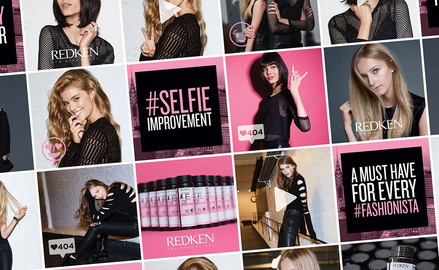 REDKEN
#SELFIE
IMPROVEMENT
404
REDKEN
404
REDKEN
A MUST HAVE
FOR EVERY
#FASHIONISTA